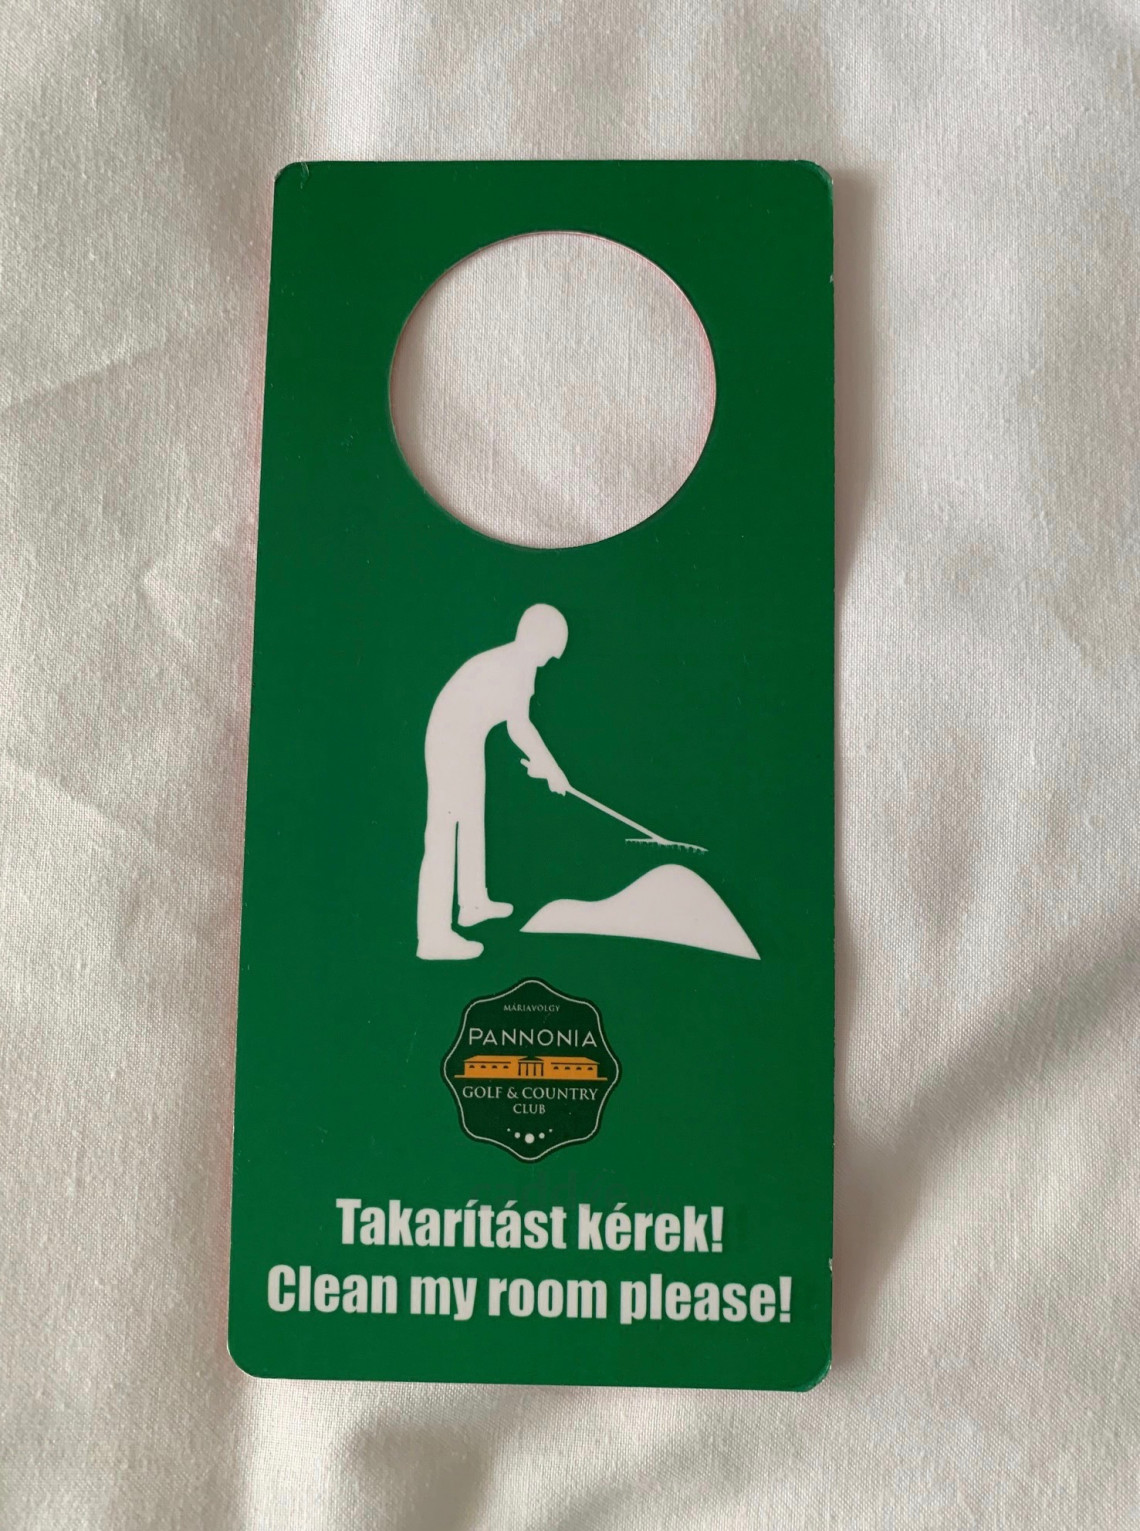 MÁRIAVÖLGY
PANNONIA
GOLF & COUNTRY
CLUB
Takarítást kérek!
Clean my room please!